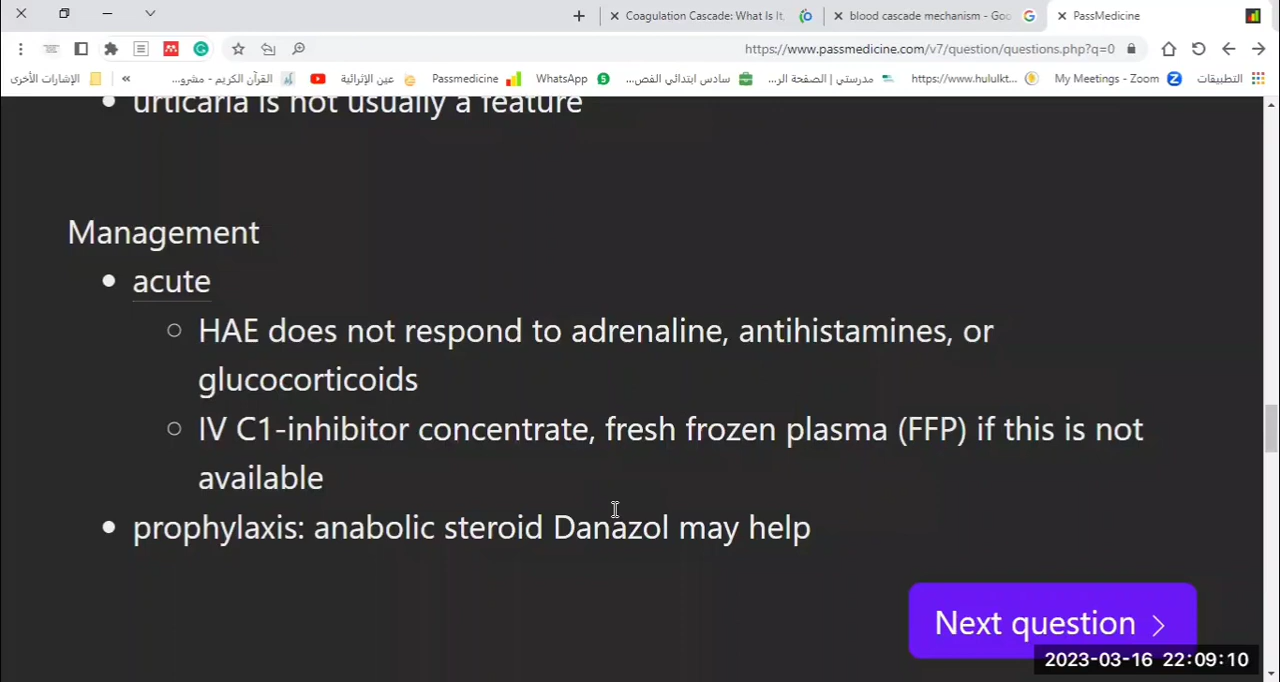 Coagulation Cascade: What Is It,
blood cascade mechanism - Goo
PassMedicine
https://www.passmedicine.com/v7/question/questions.php?q=0
التطبيقات
My Meetings - Zoom
https://www.hululkt...
مدرستي | الصفحة الر...
سادس ابتدائي الفص...
WhatsApp
Passmedicine
عين الإثرائية
القرآن الكريم - مشرو...
»
الإشارات الأخرى
urticaria is not usually a feature
Management
acute
HAE does not respond to adrenaline, antihistamines, or
glucocorticoids
IV C1-inhibitor concentrate, fresh frozen plasma (FFP) if this is not
available
prophylaxis: anabolic steroid Danazol may help
Next question
2023-03-16 22:09:10